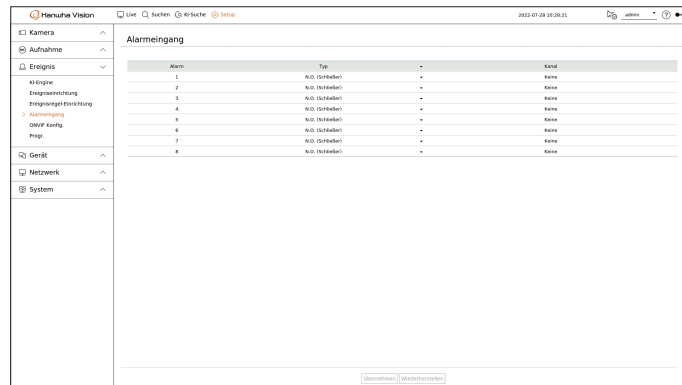 Hanwha Vision Live Suchen KI-Suche Setup 2022-07-28 10:28:21 admin
Kamera
Aufnahme
Ereignis
KI-Engine
Ereigniseinrichtung
Ereignisregel-Einrichtung
Alarmeingang
ONVIF Konfig.
Progr.
Gerät
Netzwerk
System
Alarmeingang
Alarm Typ Kanal
1 N.O. (Schließer) Keine
2 N.O. (Schließer) Keine
3 N.O. (Schließer) Keine
4 N.O. (Schließer) Keine
5 N.O. (Schließer) Keine
6 N.O. (Schließer) Keine
7 N.O. (Schließer) Keine
8 N.O. (Schließer) Keine
Übernehmen Wiederherstellen